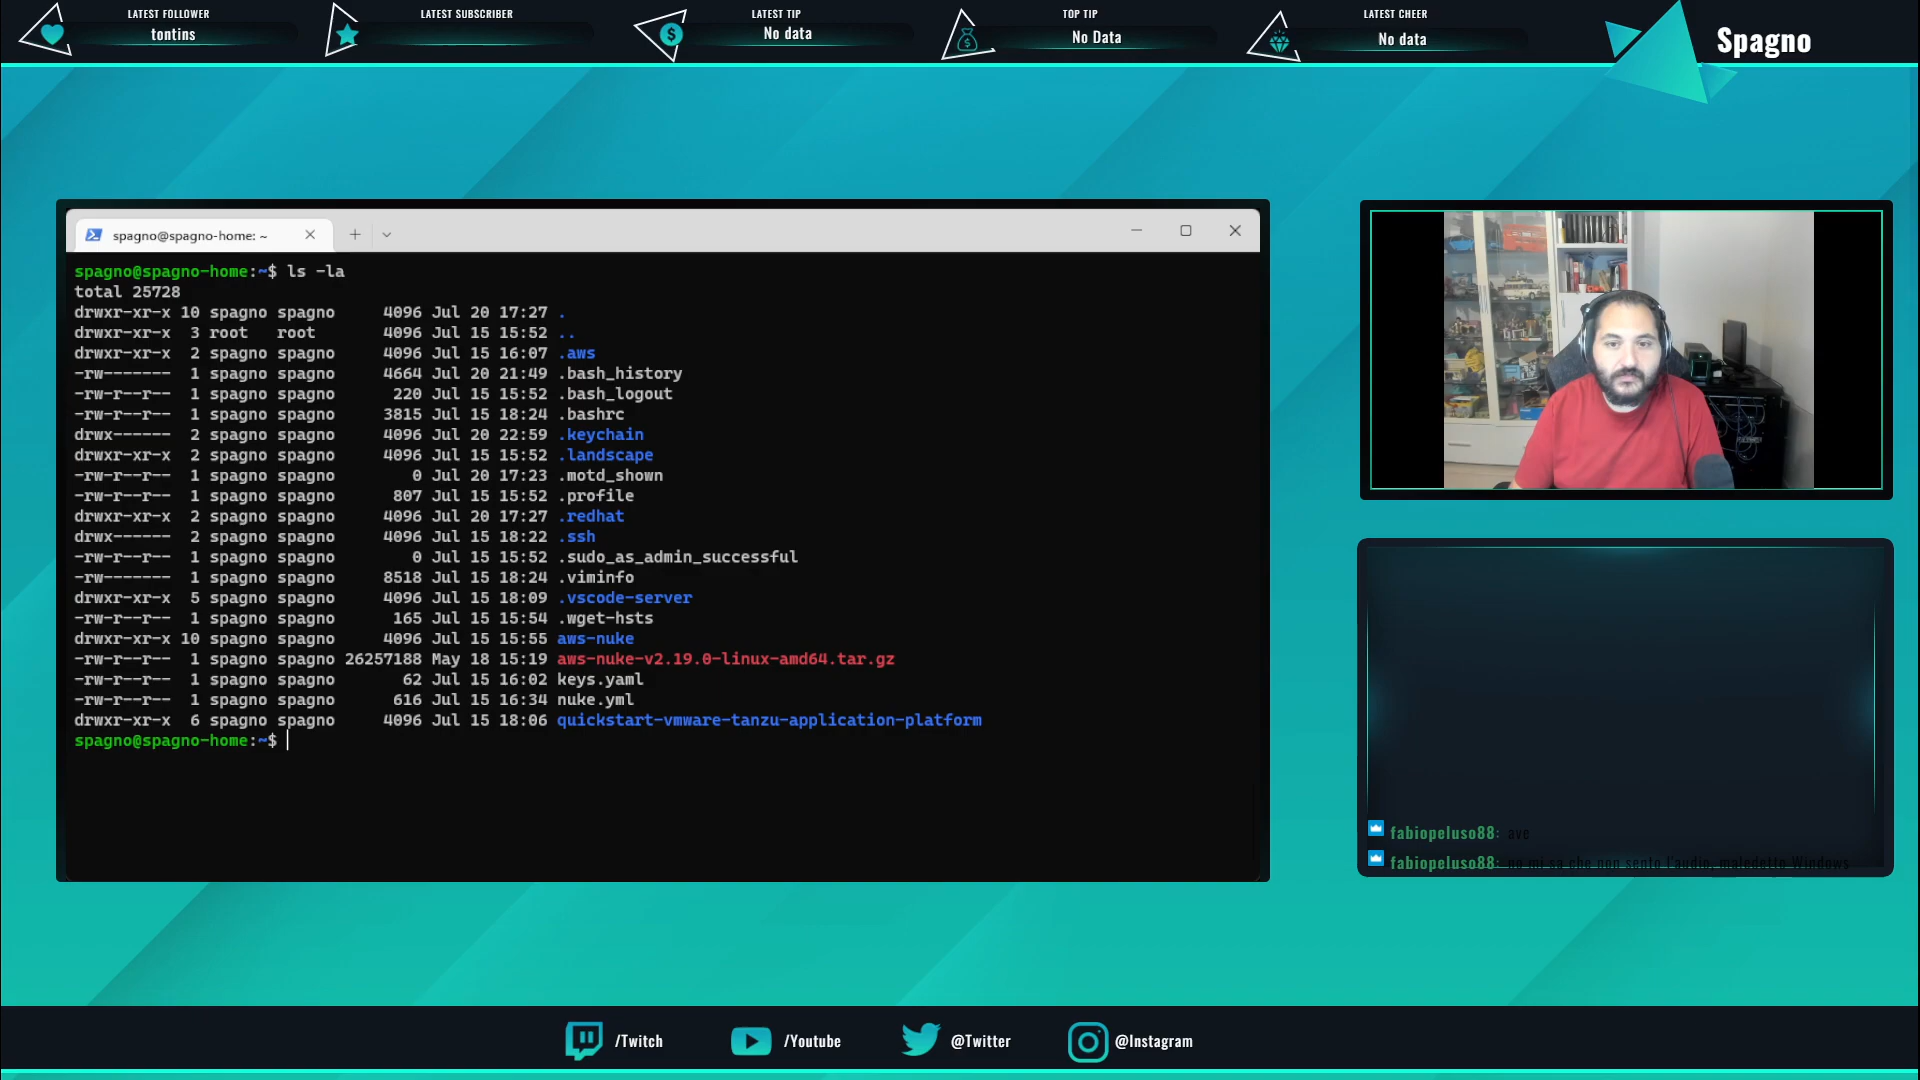 LATEST FOLLOWER
tontins
LATEST SUBSCRIBER
LATEST TIP
No data
TOP TIP
No Data
LATEST CHEER
No data
Spagno
spagno@spagno-home: ~
spagno@spagno-home:~$ ls -la
total 25728
drwxr-xr-x 10 spagno spagno     4096 Jul 20 17:27 .
drwxr-xr-x  3 root   root       4096 Jul 15 15:52 ..
drwxr-xr-x  2 spagno spagno     4096 Jul 15 16:07 .aws
-rw-------  1 spagno spagno     4664 Jul 20 21:49 .bash_history
-rw-r--r--  1 spagno spagno      220 Jul 15 15:52 .bash_logout
-rw-r--r--  1 spagno spagno     3815 Jul 15 18:24 .bashrc
drwx------  2 spagno spagno     4096 Jul 20 22:59 .keychain
drwxr-xr-x  2 spagno spagno     4096 Jul 15 15:52 .landscape
-rw-r--r--  1 spagno spagno        0 Jul 20 17:23 .motd_shown
-rw-r--r--  1 spagno spagno      807 Jul 15 15:52 .profile
drwxr-xr-x  2 spagno spagno     4096 Jul 20 17:27 .redhat
drwx------  2 spagno spagno     4096 Jul 15 18:22 .ssh
-rw-r--r--  1 spagno spagno        0 Jul 15 15:52 .sudo_as_admin_successful
-rw-------  1 spagno spagno     8518 Jul 15 18:24 .viminfo
drwxr-xr-x  5 spagno spagno     4096 Jul 15 18:09 .vscode-server
-rw-r--r--  1 spagno spagno      165 Jul 15 15:54 .wget-hsts
drwxr-xr-x 10 spagno spagno     4096 Jul 15 15:55 aws-nuke
-rw-r--r--  1 spagno spagno 26257188 May 18 15:19 aws-nuke-v2.19.0-linux-amd64.tar.gz
-rw-r--r--  1 spagno spagno       62 Jul 15 16:02 keys.yaml
-rw-r--r--  1 spagno spagno      616 Jul 15 16:34 nuke.yml
drwxr-xr-x  6 spagno spagno     4096 Jul 15 18:06 quickstart-vmware-tanzu-application-platform
spagno@spagno-home:~$
fabiopeluso88: ave
fabiopeluso88: no mi sa che non sento l'audio, maledetto Windows
/Twitch
/Youtube
@Twitter
@Instagram